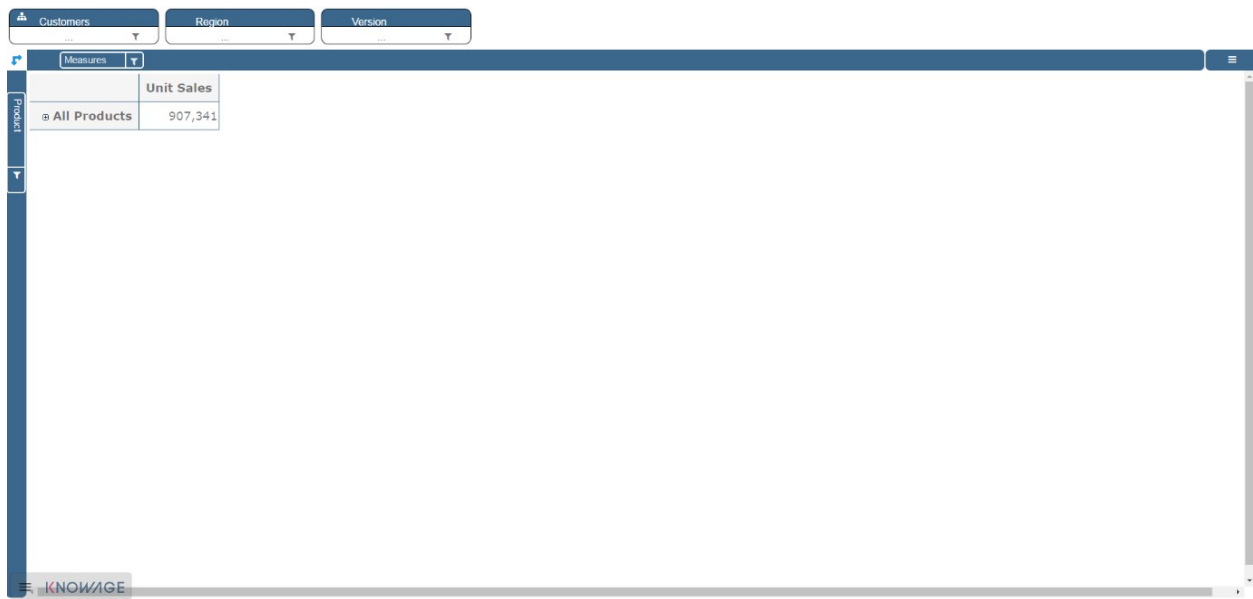 Customers
Region
Version
...
...
...
Measures
Unit Sales
Product
All Products
907,341
KNOWAGE